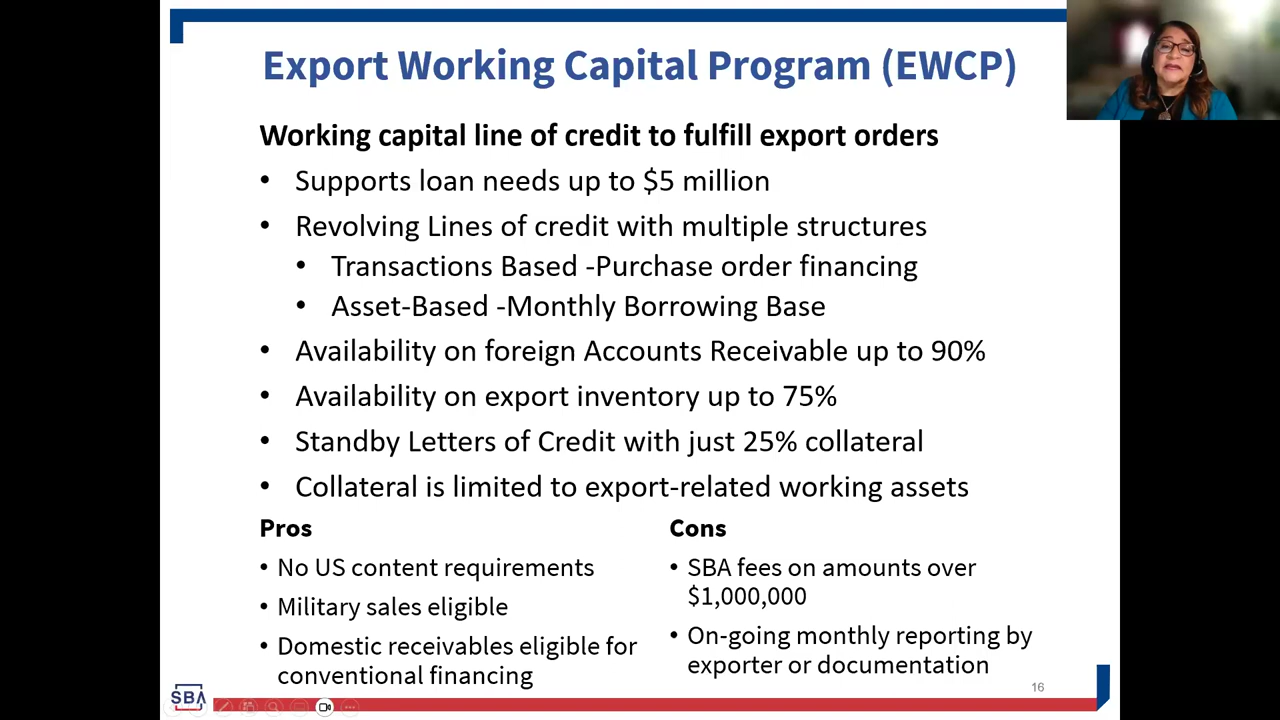 Export Working Capital Program (EWCP)
Working capital line of credit to fulfill export orders
• Supports loan needs up to $5 million
• Revolving Lines of credit with multiple structures
• Transactions Based -Purchase order financing
• Asset-Based -Monthly Borrowing Base
• Availability on foreign Accounts Receivable up to 90%
• Availability on export inventory up to 75%
• Standby Letters of Credit with just 25% collateral
• Collateral is limited to export-related working assets
Pros
• No US content requirements
• Military sales eligible
• Domestic receivables eligible for
conventional financing
Cons
• SBA fees on amounts over
$1,000,000
• On-going monthly reporting by
exporter or documentation
16
SBA